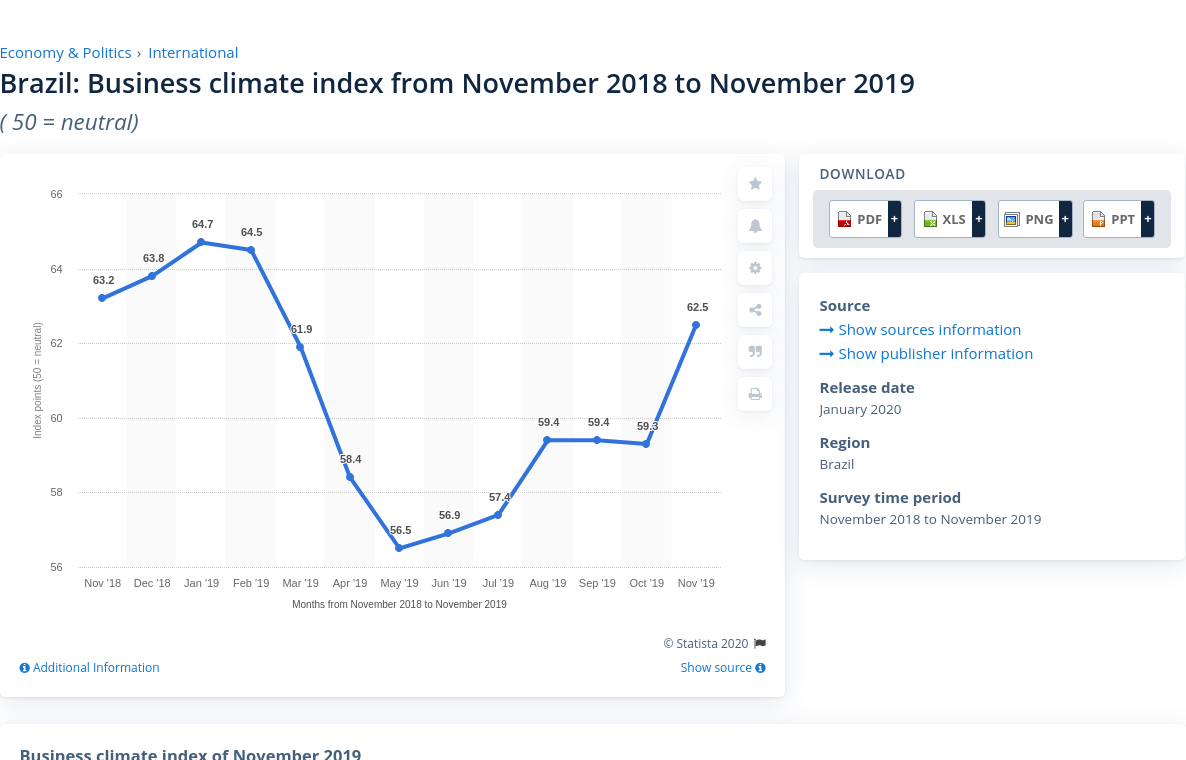 Economy & Politics › International
Brazil: Business climate index from November 2018 to November 2019
( 50 = neutral)
66
64
62
60
58
56
Index points (50 = neutral)
63.2
63.8
64.7
64.5
61.9
58.4
56.5
56.9
57.4
59.4
59.4
59.3
62.5
Nov '18 Dec '18 Jan '19 Feb '19 Mar '19 Apr '19 May '19 Jun '19 Jul '19 Aug '19 Sep '19 Oct '19 Nov '19
Months from November 2018 to November 2019
© Statista 2020
Additional Information
Show source
DOWNLOAD
PDF + XLS + PNG + PPT +
Source
Show sources information
Show publisher information
Release date
January 2020
Region
Brazil
Survey time period
November 2018 to November 2019
Business climate index of November 2019